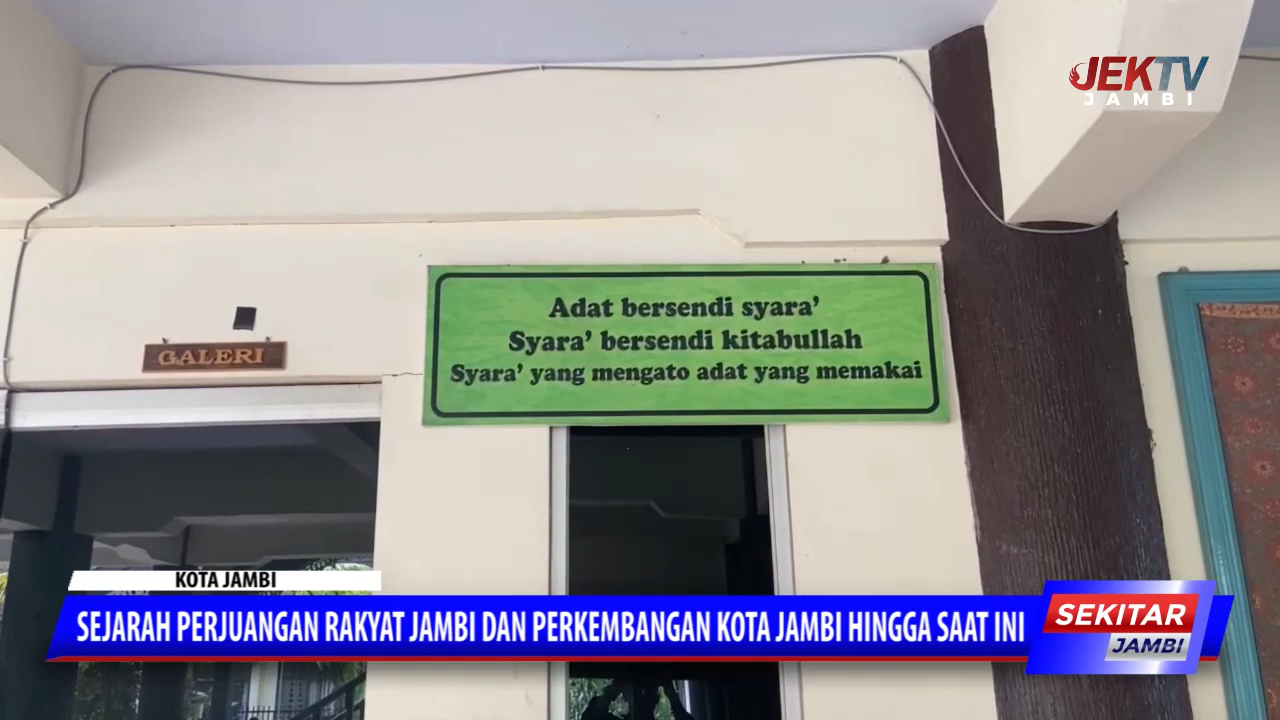 JEKTV
JAMBI
Adat bersendi syara’
Syara’ bersendi kitabullah
Syara’ yang mengato adat yang memakai
GALERI
KOTA JAMBI
SEJARAH PERJUANGAN RAKYAT JAMBI DAN PERKEMBANGAN KOTA JAMBI HINGGA SAAT INI
SEKITAR
JAMBI